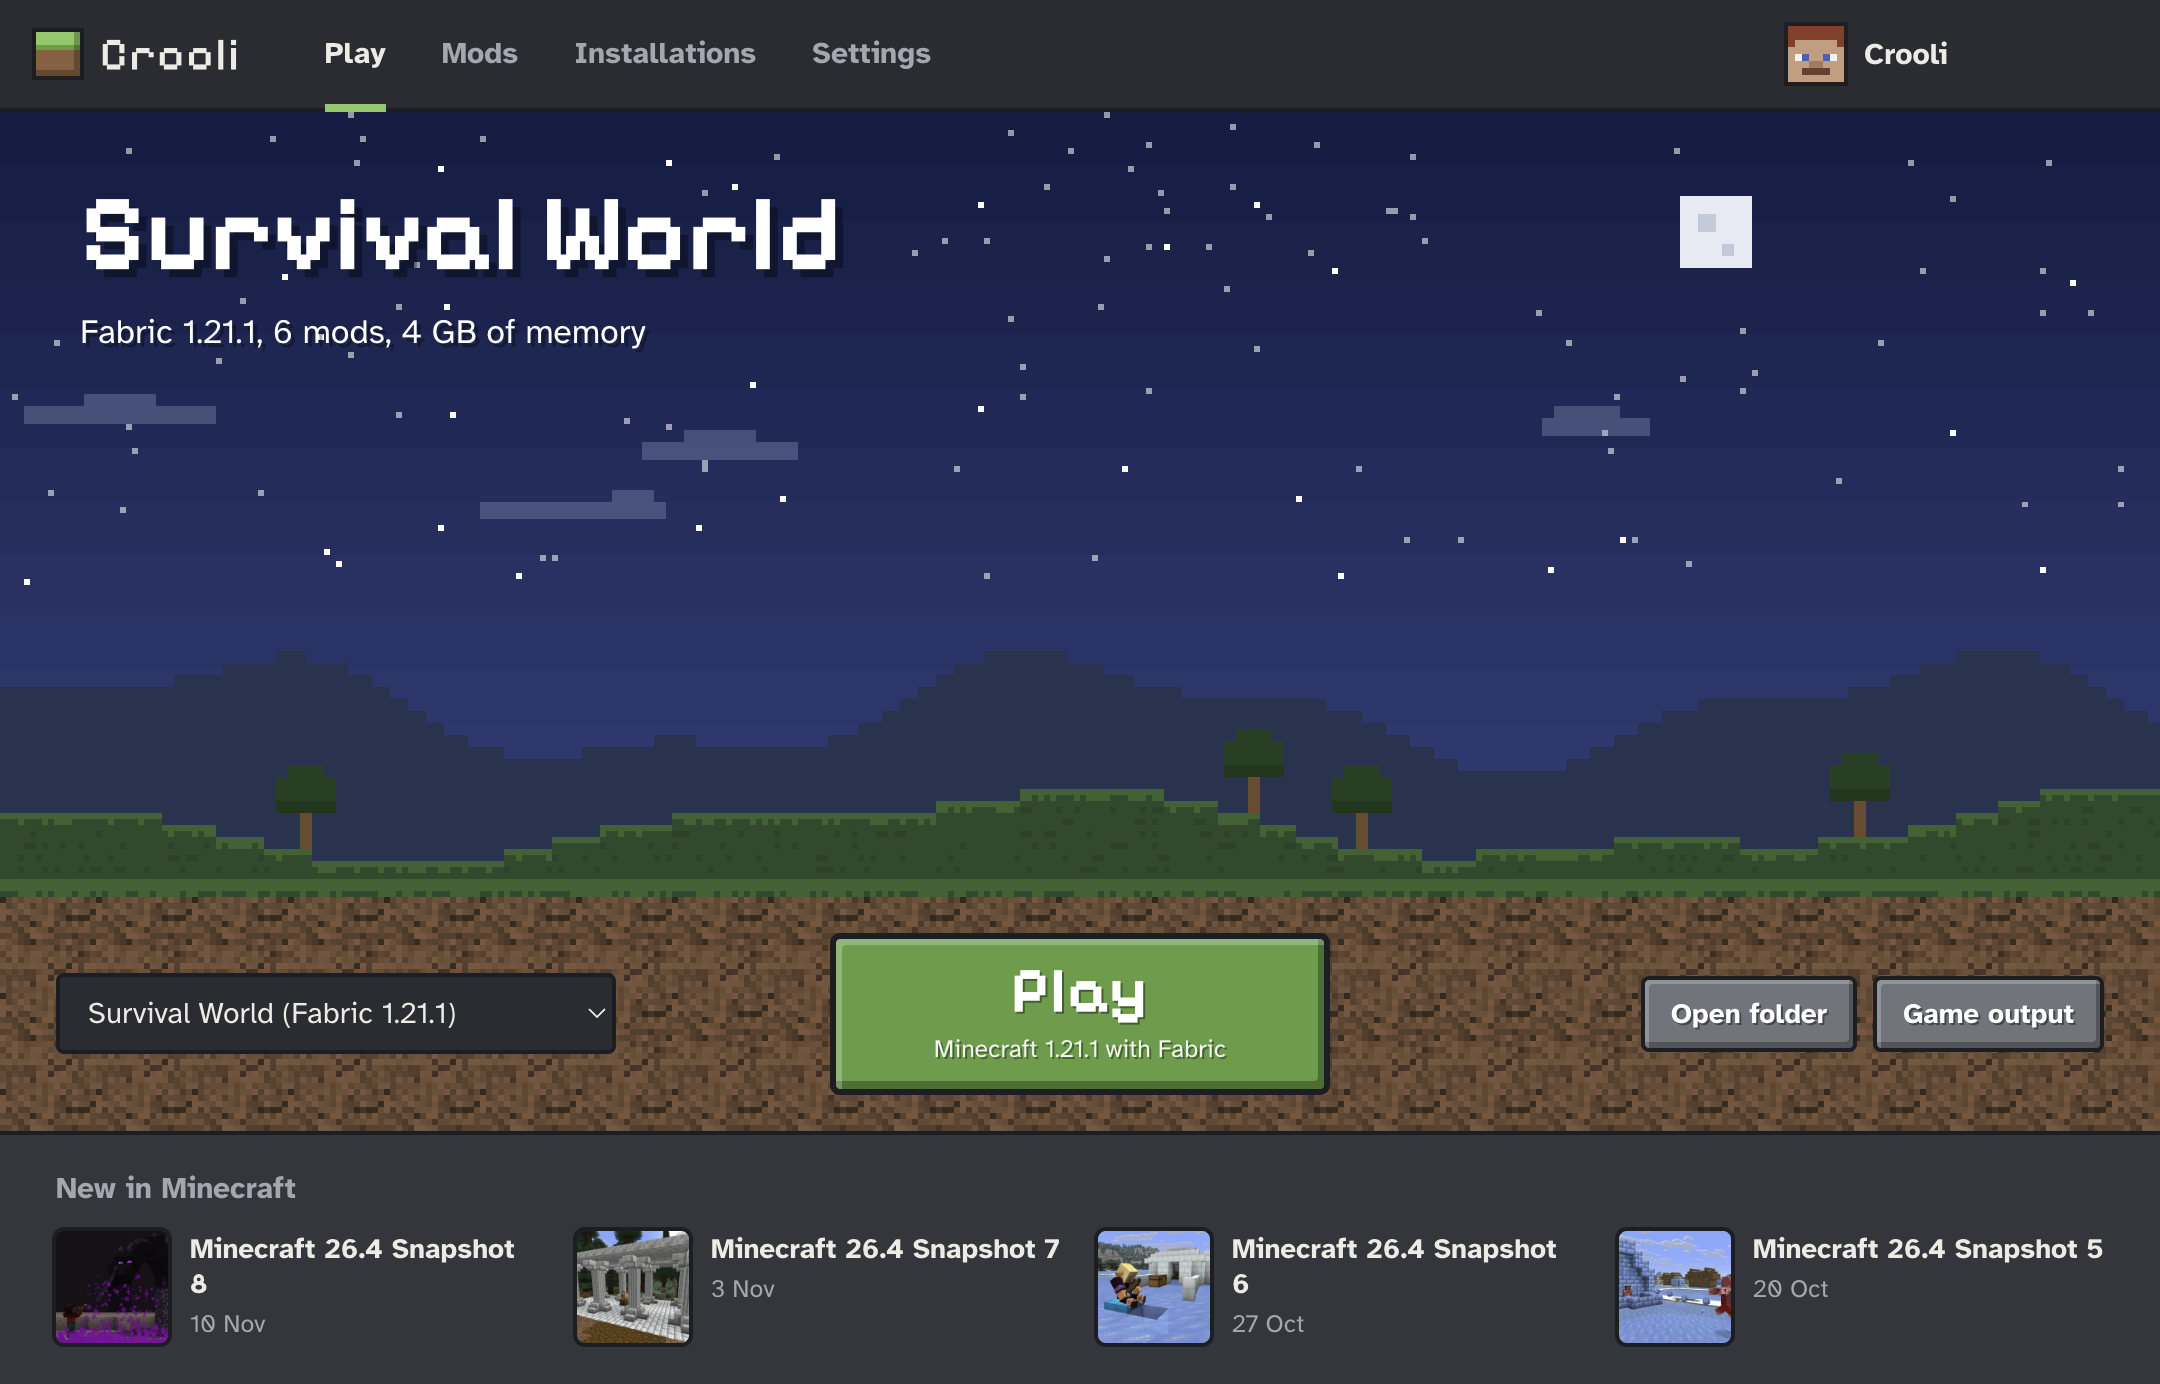 Crooli
Play
Mods
Installations
Settings
Crooli
Survival World
Fabric 1.21.1, 6 mods, 4 GB of memory
Survival World (Fabric 1.21.1)
Play
Minecraft 1.21.1 with Fabric
Open folder
Game output
New in Minecraft
Minecraft 26.4 Snapshot
8
10 Nov
Minecraft 26.4 Snapshot 7
3 Nov
Minecraft 26.4 Snapshot
6
27 Oct
Minecraft 26.4 Snapshot 5
20 Oct